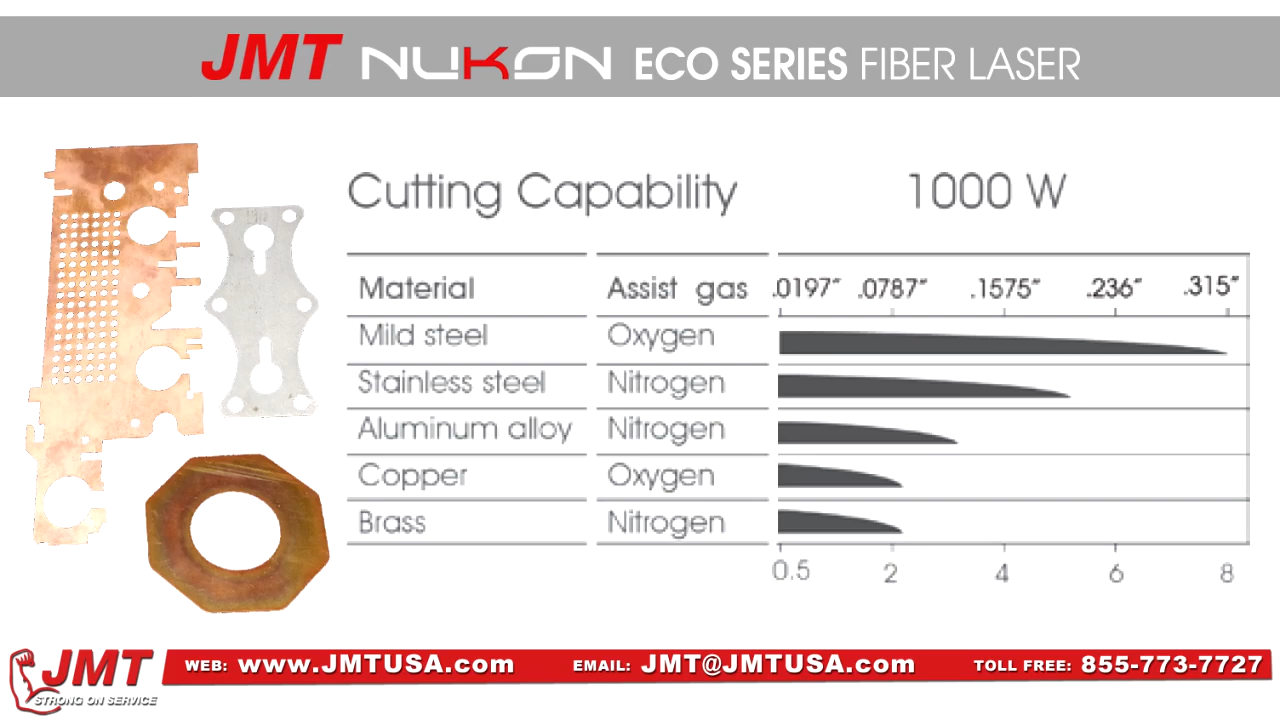 JMT NUKON ECO SERIES FIBER LASER
Cutting Capability 1000 W
Material Assist gas .0197″ .0787″ .1575″ .236″ .315″
Mild steel Oxygen
Stainless steel Nitrogen
Aluminum alloy Nitrogen
Copper Oxygen
Brass Nitrogen
0.5 2 4 6 8
JMT STRONG ON SERVICE
WEB: www.JMTUSA.com EMAIL: JMT@JMTUSA.com TOLL FREE: 855-773-7727